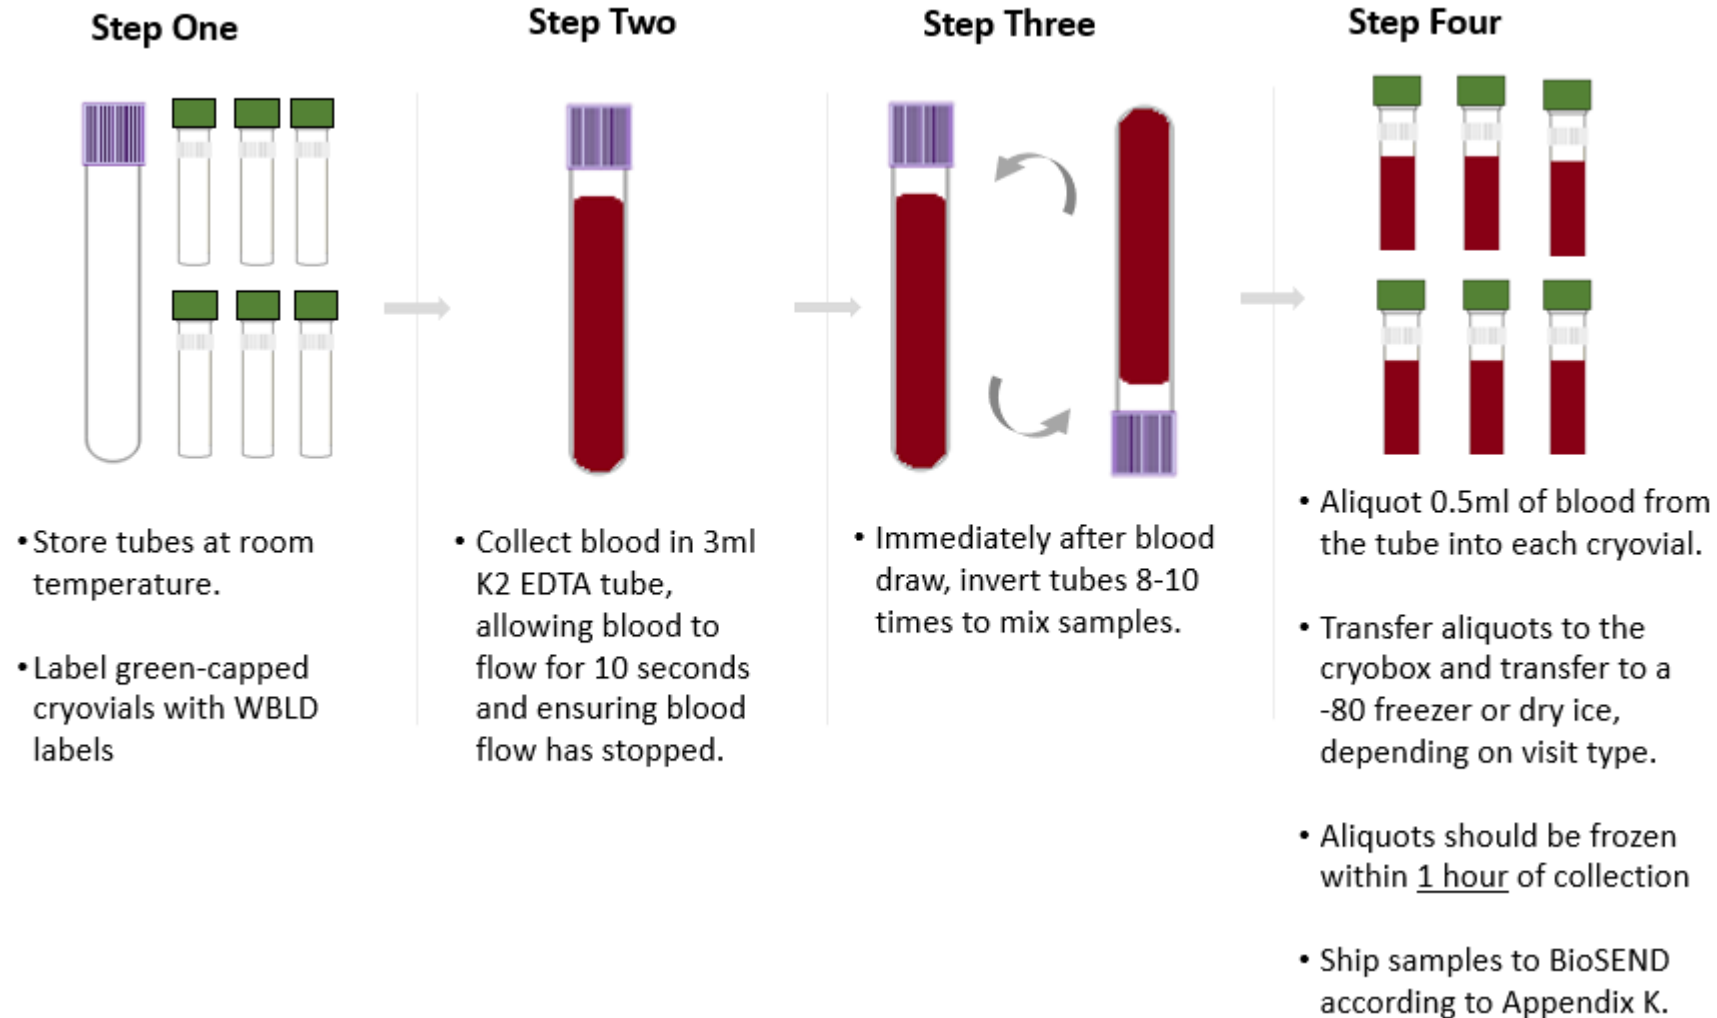 Step One
• Store tubes at room
temperature.
• Label green-capped
cryovials with WBLD
labels
Step Two
• Collect blood in 3ml
K2 EDTA tube,
allowing blood to
flow for 10 seconds
and ensuring blood
flow has stopped.
Step Three
• Immediately after blood
draw, invert tubes 8-10
times to mix samples.
Step Four
• Aliquot 0.5ml of blood from
the tube into each cryovial.
• Transfer aliquots to the
cryobox and transfer to a
-80 freezer or dry ice,
depending on visit type.
• Aliquots should be frozen
within 1 hour of collection
• Ship samples to BioSEND
according to Appendix K.